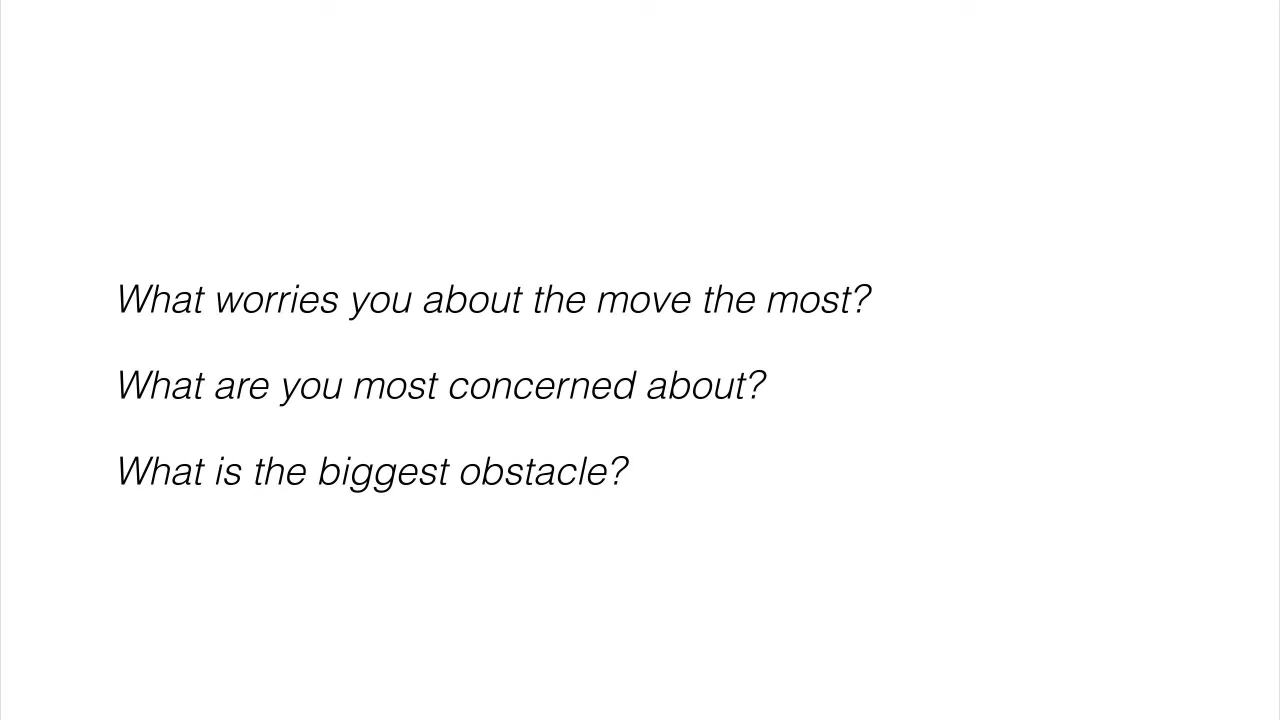 What worries you about the move the most?
What are you most concerned about?
What is the biggest obstacle?